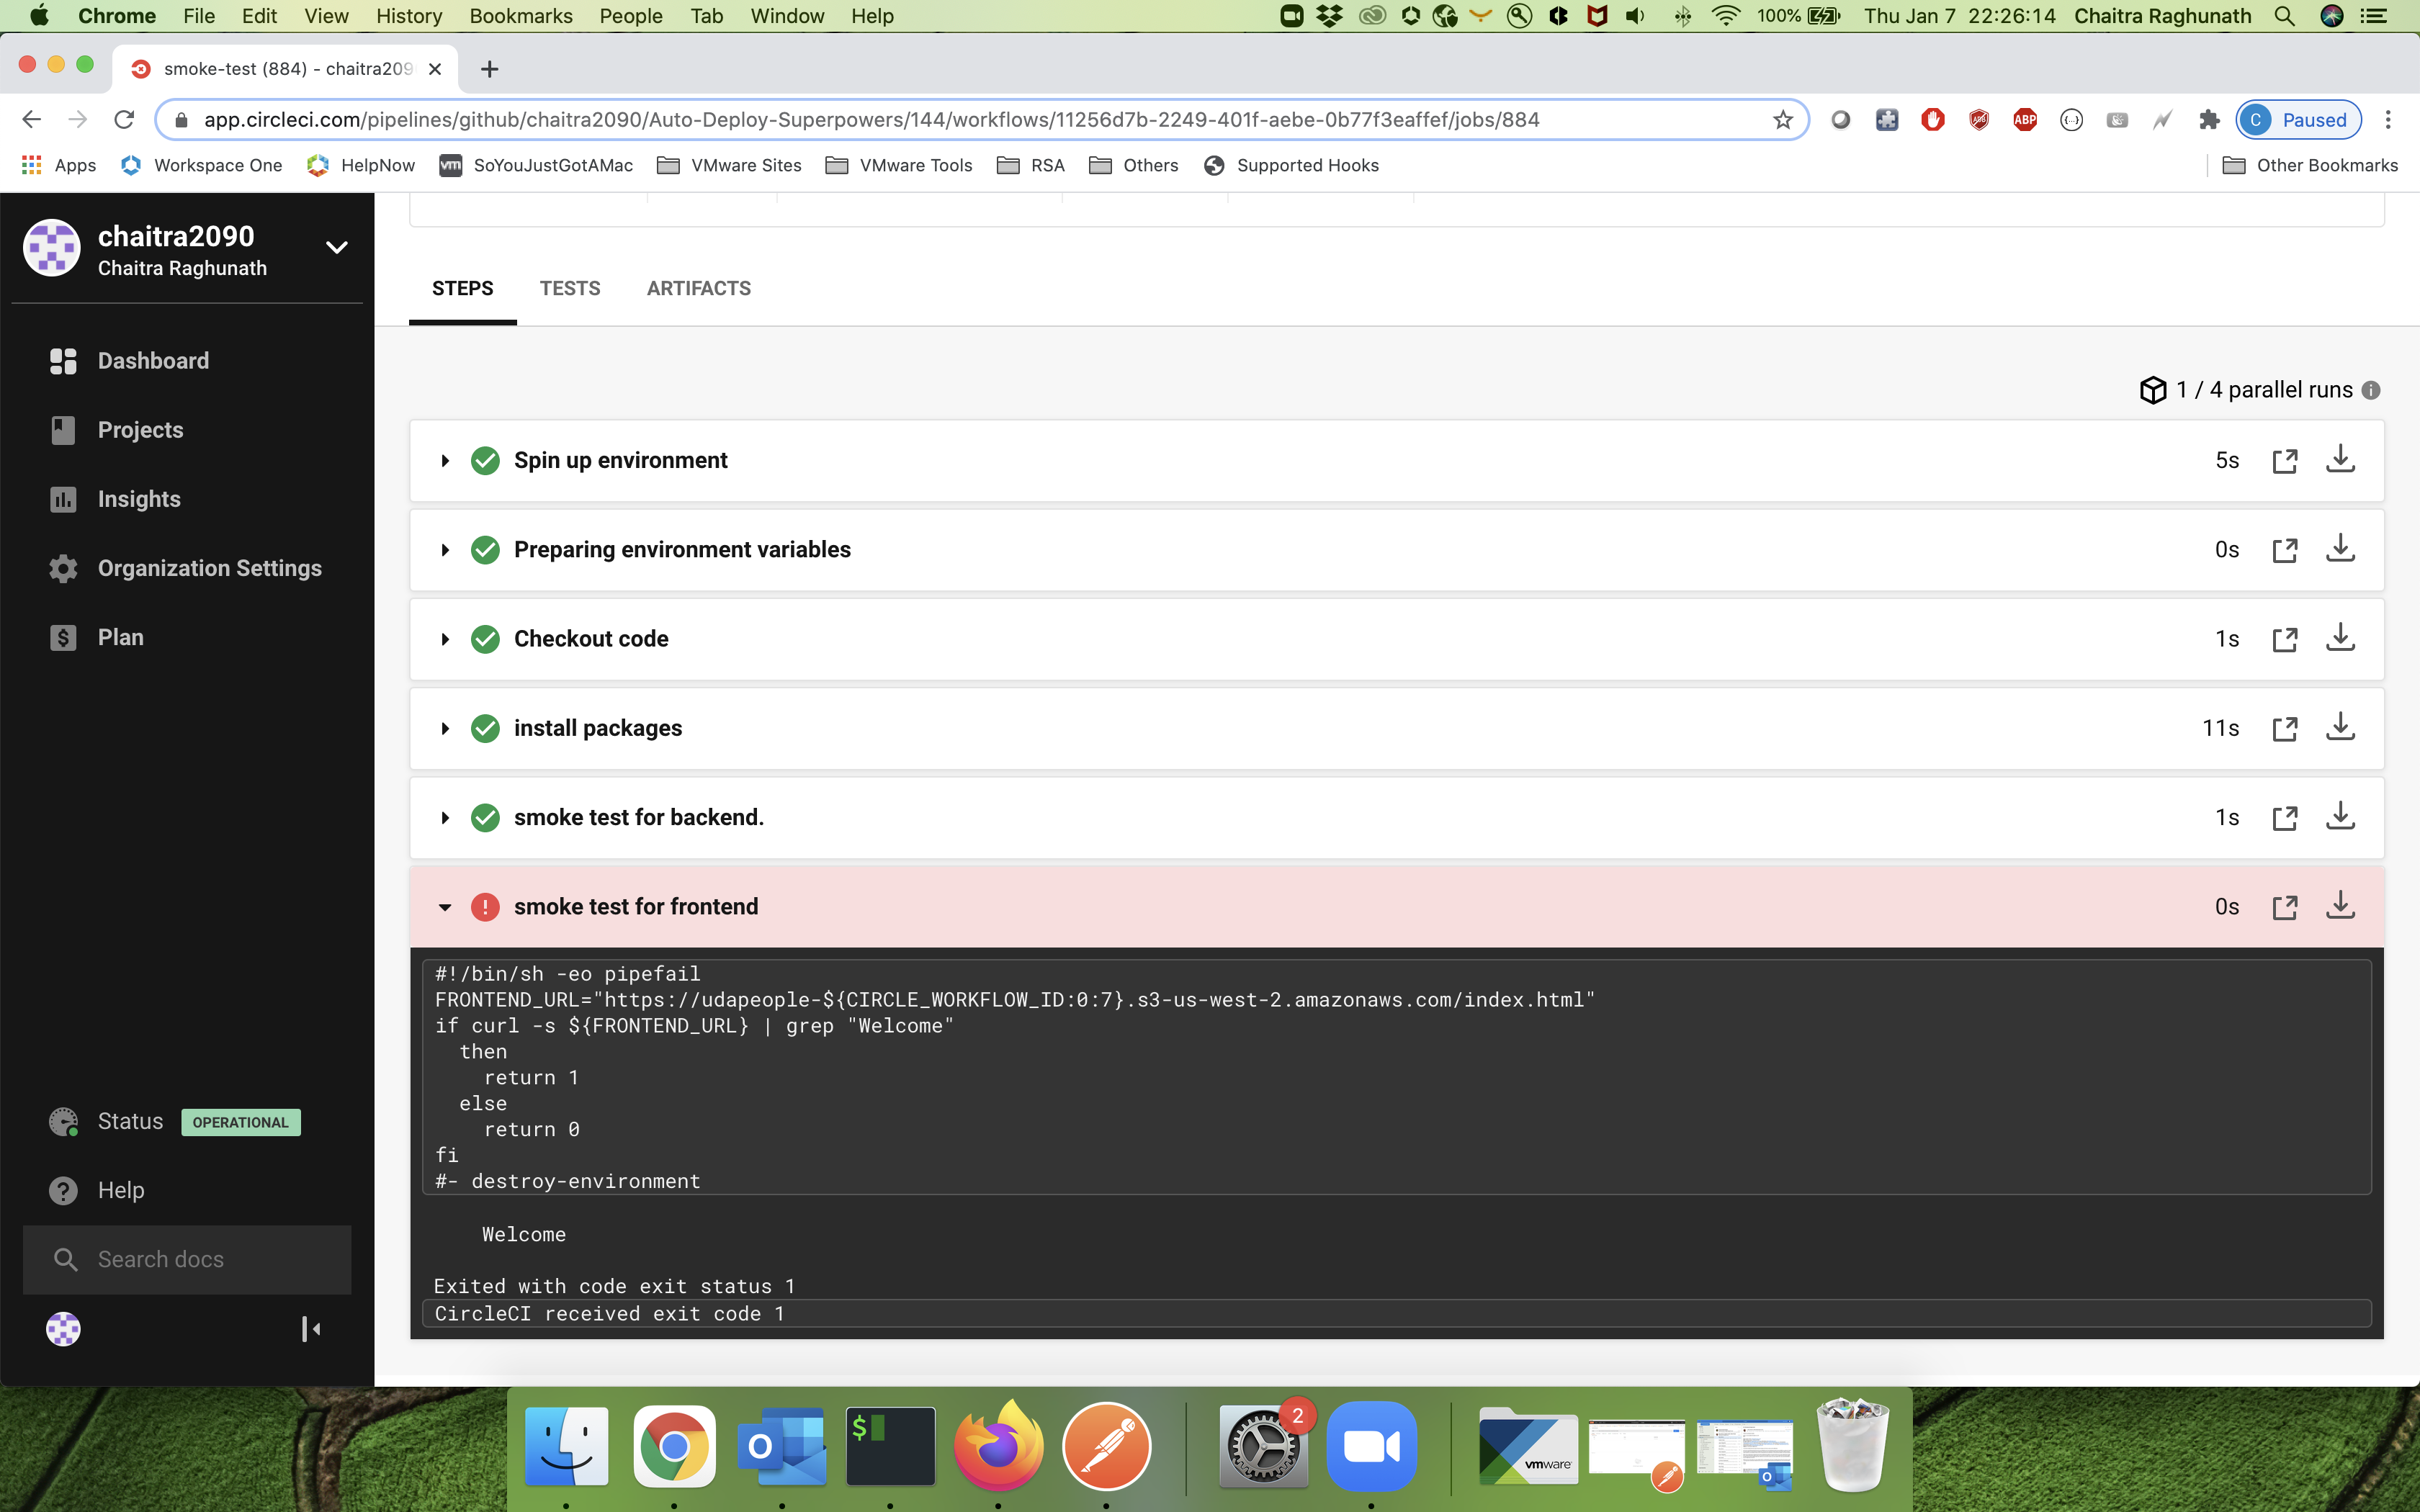 Chrome File Edit View History Bookmarks People Tab Window Help 100% Thu Jan 7 22:26:14 Chaitra Raghunath
smoke-test (884) - chaitra209
app.circleci.com/pipelines/github/chaitra2090/Auto-Deploy-Superpowers/144/workflows/11256d7b-2249-401f-aebe-0b77f3eaffef/jobs/884
ABP
C Paused
Apps Workspace One HelpNow vm SoYouJustGotAMac VMware Sites VMware Tools RSA Others Supported Hooks Other Bookmarks
chaitra2090
Chaitra Raghunath
Dashboard
Projects
Insights
Organization Settings
Plan
Status OPERATIONAL
Help
Search docs
STEPS TESTS ARTIFACTS
1 / 4 parallel runs
Spin up environment 5s
Preparing environment variables 0s
Checkout code 1s
install packages 11s
smoke test for backend. 1s
smoke test for frontend 0s
#!/bin/sh -eo pipefail
FRONTEND_URL="https://udapeople-${CIRCLE_WORKFLOW_ID:0:7}.s3-us-west-2.amazonaws.com/index.html"
if curl -s ${FRONTEND_URL} | grep "Welcome"
then
return 1
else
return 0
fi
#- destroy-environment
Welcome
Exited with code exit status 1
CircleCI received exit code 1
$
2
vmware